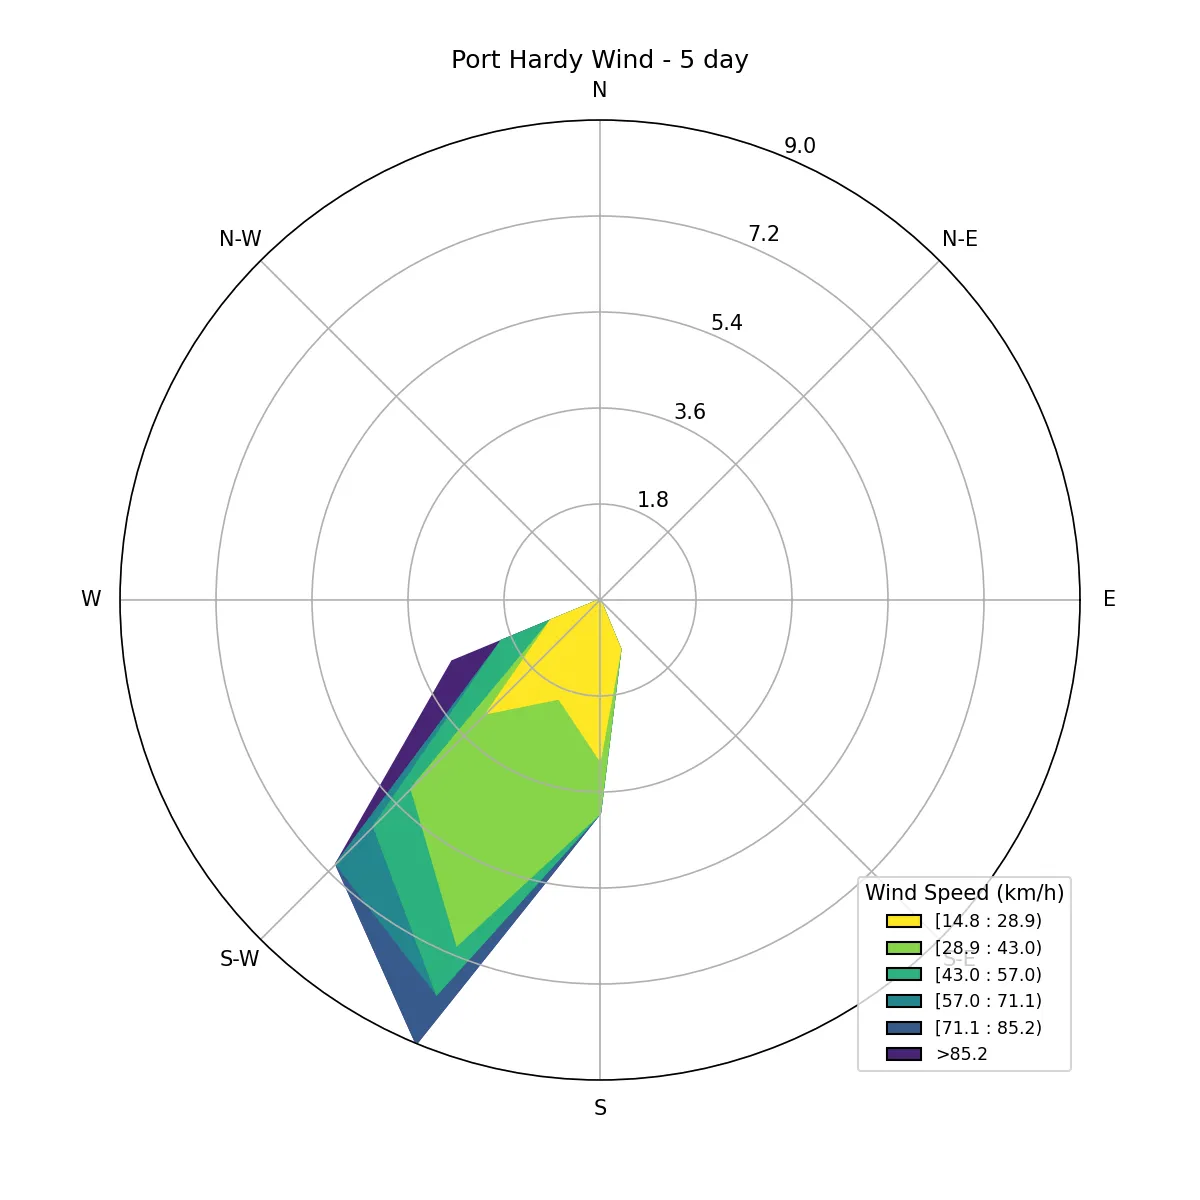 Port Hardy Wind - 5 day
N
9.0
N-W
7.2
N-E
5.4
3.6
1.8
W
E
Wind Speed (km/h)
[14.8 : 28.9)
[28.9 : 43.0)
S-W
S-E
[43.0 : 57.0)
[57.0 : 71.1)
[71.1 : 85.2)
>85.2
S